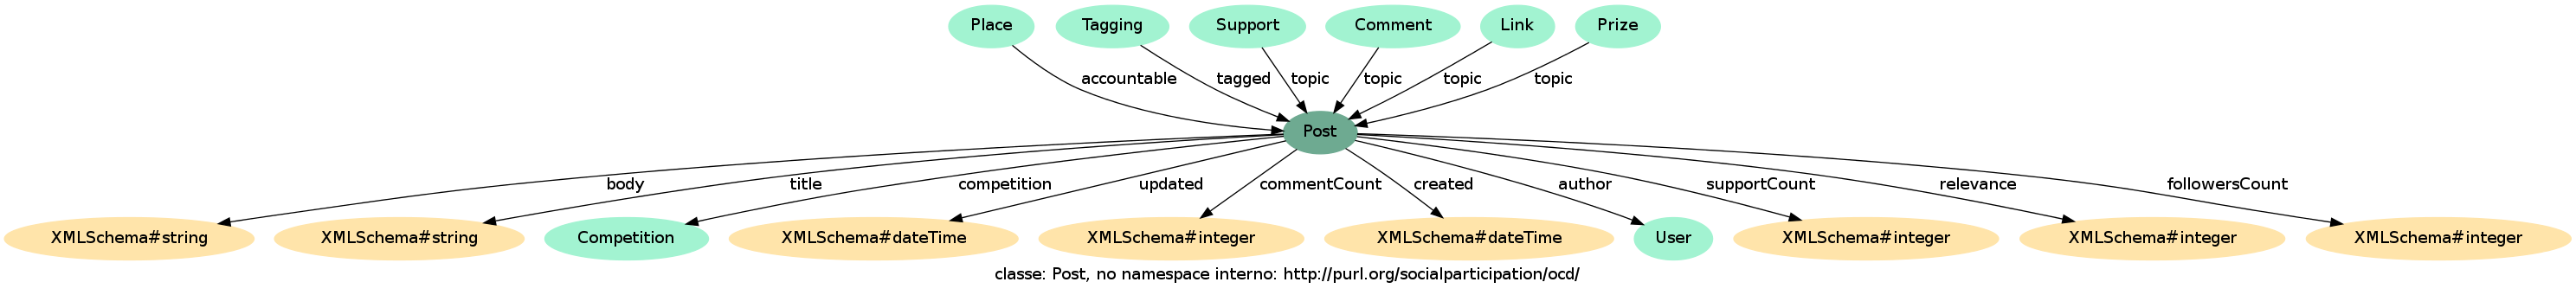 Place Tagging Support Comment Link Prize
accountable tagged topic topic topic topic
Post
body title competition updated commentCount created author supportCount relevance followersCount
XMLSchema#string XMLSchema#string Competition XMLSchema#dateTime XMLSchema#integer XMLSchema#dateTime User XMLSchema#integer XMLSchema#integer XMLSchema#integer
classe: Post, no namespace interno: http://purl.org/socialparticipation/ocd/